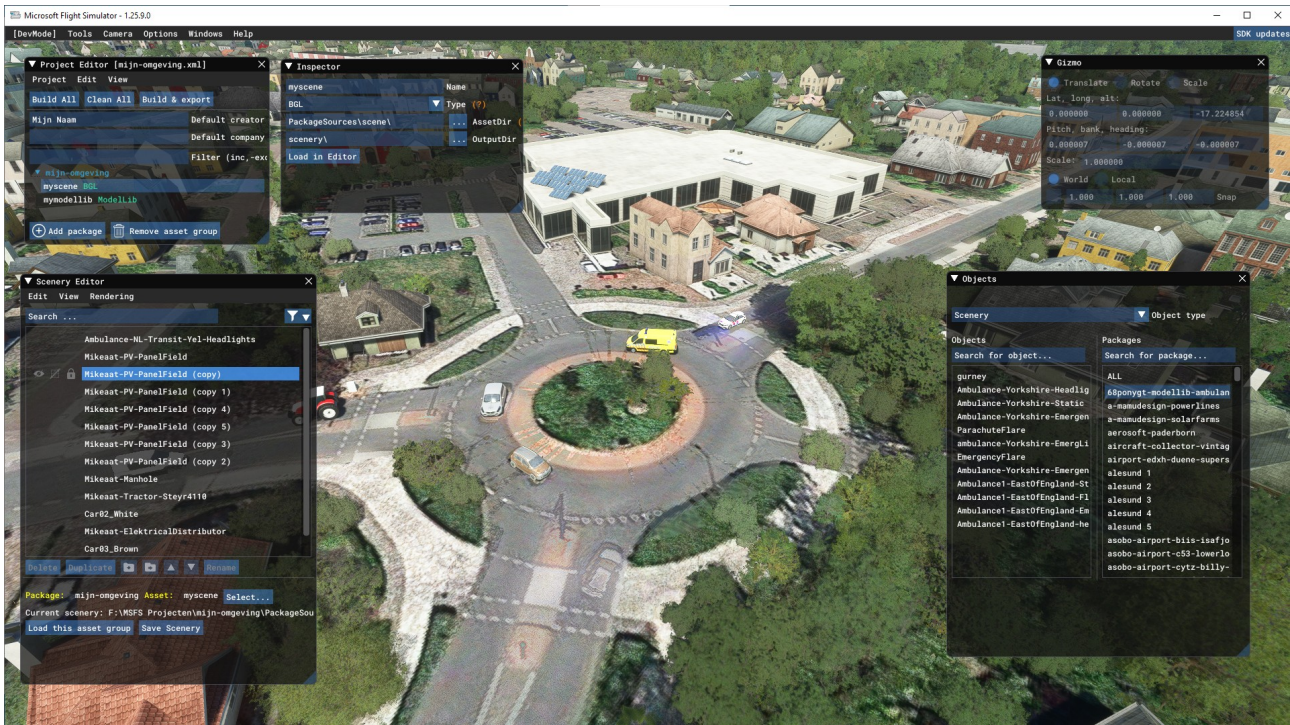 Microsoft Flight Simulator - 1.25.9.0
[DevMode] Tools Camera Options Windows Help
SDK updates
Project Editor [mijn-omgeving.xml]
Project Edit View
Build All Clean All Build & export
Mijn Naam Default creator
Default company
Filter (inc,-exc
mijn-omgeving
myscene BGL
mymodellib ModelLib
Add package Remove asset group
Inspector
myscene Name
BGL Type (?)
PackageSources\scene\ ... AssetDir (
scenery\ ... OutputDir
Load in Editor
Gizmo
Translate Rotate Scale
Lat, long, alt:
0.000000 0.000000 -17.224854
Pitch, bank, heading:
0.000007 -0.000007 -0.000007
Scale: 1.000000
World Local
1.000 1.000 1.000 Snap
Scenery Editor
Edit View Rendering
Search ...
Ambulance-NL-Transit-Yel-Headlights
Mikeaat-PV-PanelField
Mikeaat-PV-PanelField (copy)
Mikeaat-PV-PanelField (copy 1)
Mikeaat-PV-PanelField (copy 4)
Mikeaat-PV-PanelField (copy 5)
Mikeaat-PV-PanelField (copy 3)
Mikeaat-PV-PanelField (copy 2)
Mikeaat-Manhole
Mikeaat-Tractor-Steyr4110
Car02_White
Mikeaat-ElektricalDistributor
Car03_Brown
Delete Duplicate Rename
Package: mijn-omgeving Asset: myscene Select...
Current scenery: F:\MSFS Projecten\mijn-omgeving\PackageSou
Load this asset group Save Scenery
Objects
Scenery Object type
Objects
Search for object...
gurney
Ambulance-Yorkshire-Headlig
Ambulance-Yorkshire-Static
Ambulance-Yorkshire-Emergen
ParachuteFlare
ambulance-Yorkshire-EmergLi
EmergencyFlare
Ambulance-Yorkshire-Emergen
Ambulance1-EastOfEngland-St
Ambulance1-EastOfEngland-Fl
Ambulance1-EastOfEngland-Em
Ambulance1-EastOfEngland-he
Packages
Search for package...
ALL
68ponygt-modellib-ambulan
a-mamudesign-powerlines
a-mamudesign-solarfarms
aerosoft-paderborn
aircraft-collector-vintag
airport-edxh-duene-supers
alesund 1
alesund 2
alesund 3
alesund 4
alesund 5
asobo-airport-biis-isafjo
asobo-airport-c53-lowerlo
asobo-airport-cytz-billy-